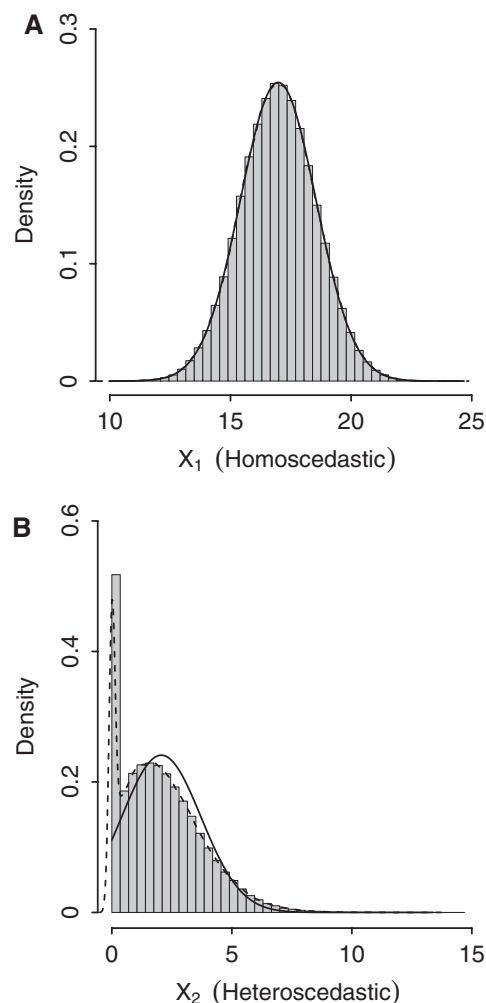 A
0.3
0.2
0.1
0
Density
10 15 20 25
X₁ (Homoscedastic)
B
0.6
0.4
0.2
0
Density
0 5 10 15
X₂ (Heteroscedastic)